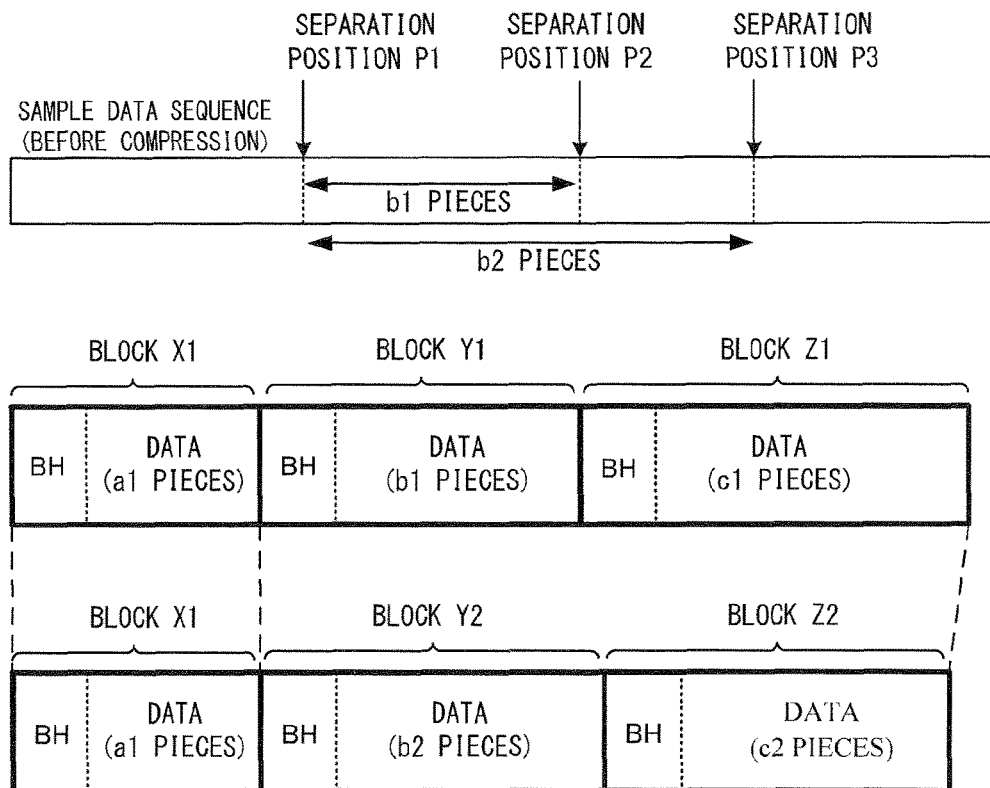 SEPARATION POSITION P1
SEPARATION POSITION P2
SEPARATION POSITION P3
SAMPLE DATA SEQUENCE
(BEFORE COMPRESSION)
b1 PIECES
b2 PIECES
BLOCK X1
BLOCK Y1
BLOCK Z1
BH
DATA
(a1 PIECES)
BH
DATA
(b1 PIECES)
BH
DATA
(c1 PIECES)
BLOCK X1
BLOCK Y2
BLOCK Z2
BH
DATA
(a1 PIECES)
BH
DATA
(b2 PIECES)
BH
DATA
(c2 PIECES)